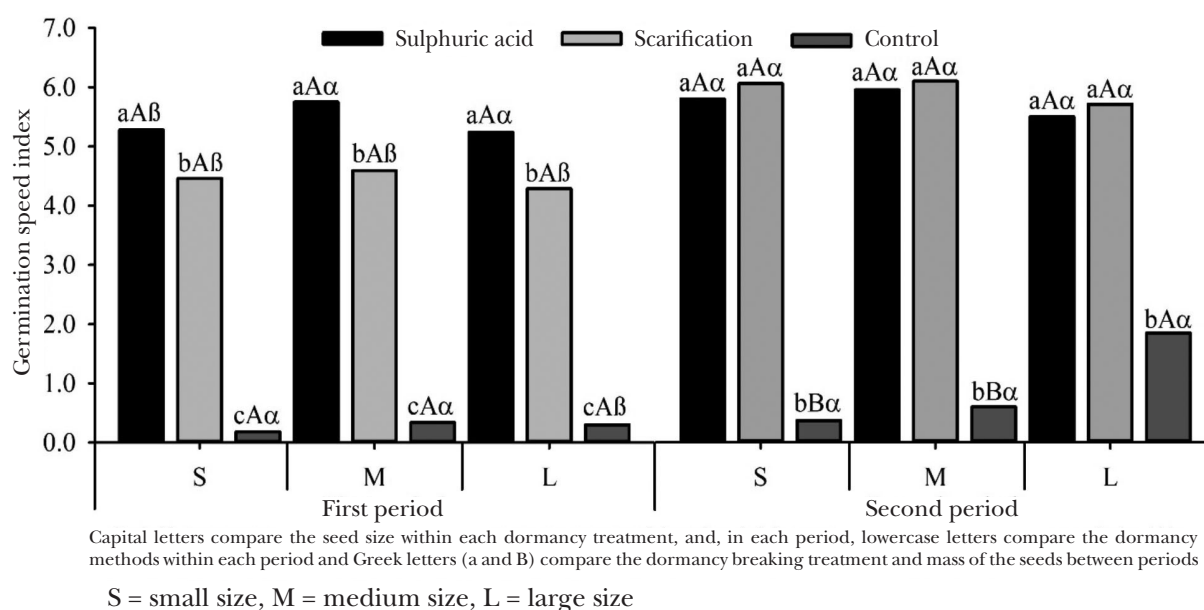 7.0
Sulphuric acid Scarification Control
6.0
5.0
4.0
3.0
2.0
1.0
0.0
Germination speed index
aAß bAß cAα aAα bAß cAα aAα bAß cAß aAα aAα bBα aAα aAα bBα aAα aAα bAα
S M L S M L
First period Second period
Capital letters compare the seed size within each dormancy treatment, and, in each period, lowercase letters compare the dormancy
methods within each period and Greek letters (a and B) compare the dormancy breaking treatment and mass of the seeds between periods
S = small size, M = medium size, L = large size